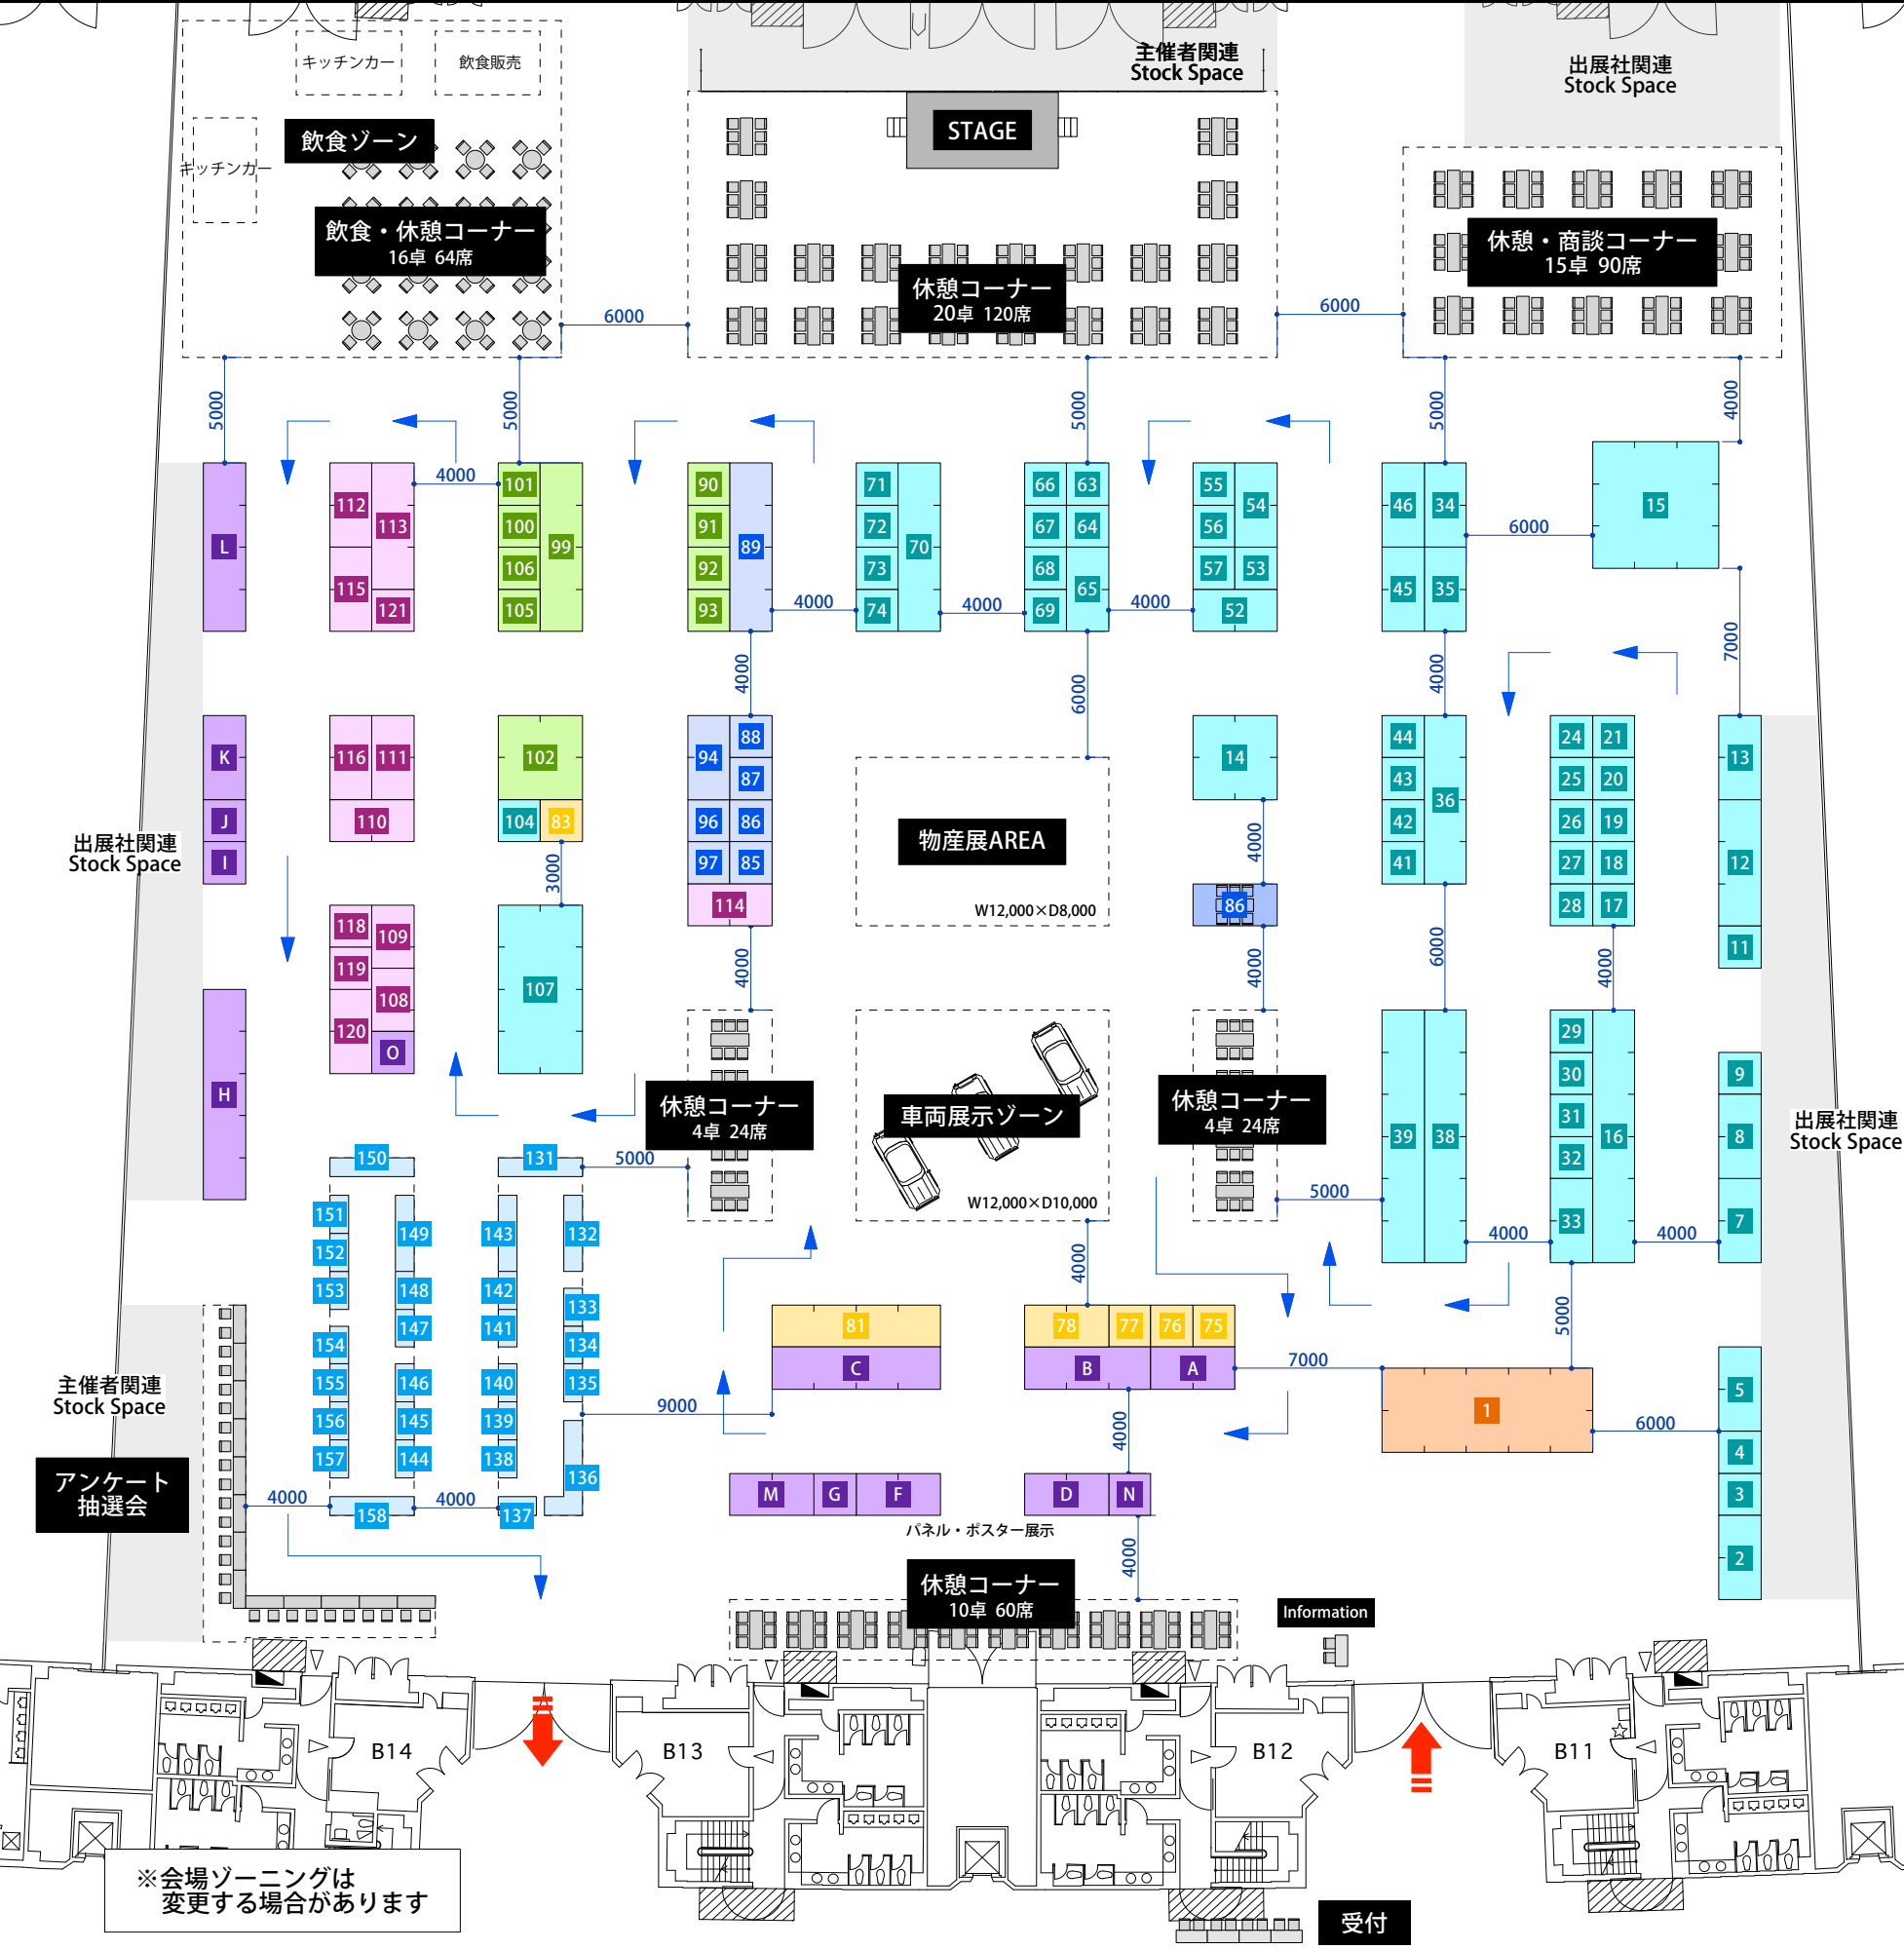 キッチンカー
飲食販売
主催者関連
Stock Space
出展社関連
Stock Space
飲食ゾーン
STAGE
キッチンカー
飲食・休憩コーナー
16卓 64席
休憩・商談コーナー
15卓 90席
休憩コーナー
20卓 120席
6000
6000
5000
5000
5000
5000
4000
L
112
113
115
121
4000
101
100
99
106
105
90
91
89
92
93
4000
71
72
70
73
74
4000
66
63
67
64
68
65
69
4000
55
54
56
57
53
52
46
34
45
35
6000
15
4000
6000
4000
7000
K
J
I
116
111
110
102
104
83
3000
94
88
87
96
86
97
85
114
物産展AREA
W12,000×D8,000
14
4000
86
44
43
36
42
41
24
21
25
20
26
19
27
18
28
17
13
12
11
出展社関連
Stock Space
4000
4000
6000
4000
118
109
119
108
120
O
107
H
休憩コーナー
4卓 24席
車両展示ゾーン
W12,000×D10,000
休憩コーナー
4卓 24席
39
38
29
30
31
16
32
33
9
8
7
出展社関連
Stock Space
5000
5000
4000
4000
4000
5000
150
131
151
149
143
132
152
153
148
142
133
147
141
154
134
155
146
140
135
156
145
139
157
144
138
136
158
137
4000
4000
9000
81
C
78
77
76
75
B
A
7000
1
6000
5
4
3
2
主催者関連
Stock Space
アンケート
抽選会
4000
M
G
F
D
N
パネル・ポスター展示
4000
休憩コーナー
10卓 60席
Information
B14
B13
B12
B11
※会場ゾーニングは
変更する場合があります
受付